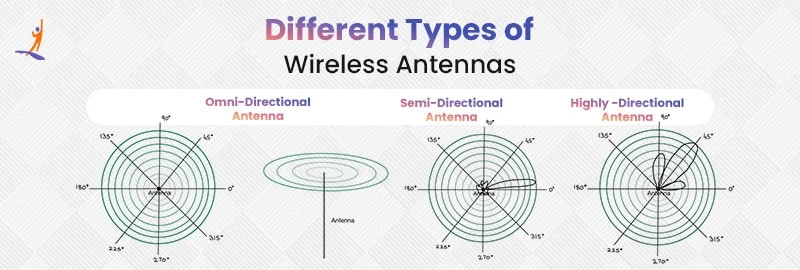 Different Types of
Wireless Antennas
Omni-Directional
Antenna
Semi-Directional
Antenna
Highly -Directional
Antenna
90°
135°
45°
180°
Antenna
0°
225°
315°
270°
Antenna
90°
135°
45°
180°
Antenna
0°
225°
315°
270°
90°
135°
45°
180°
Antenna
0°
225°
315°
270°